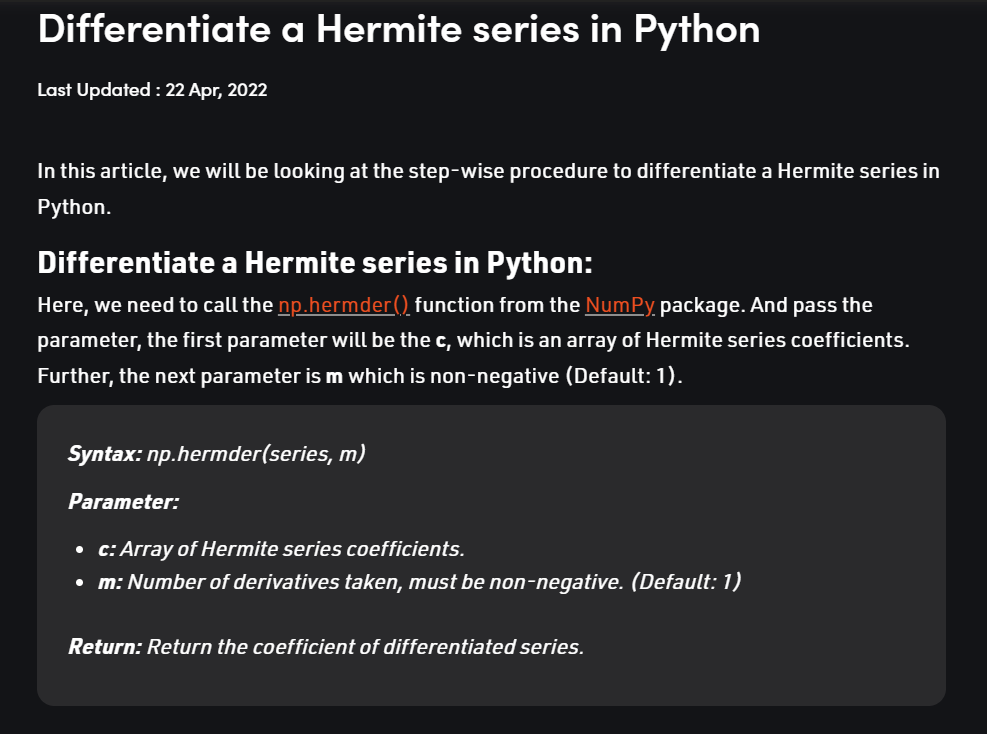 Differentiate a Hermite series in Python
Last Updated : 22 Apr, 2022
In this article, we will be looking at the step-wise procedure to differentiate a Hermite series in
Python.
Differentiate a Hermite series in Python:
Here, we need to call the np.hermder() function from the NumPy package. And pass the
parameter, the first parameter will be the c, which is an array of Hermite series coefficients.
Further, the next parameter is m which is non-negative (Default: 1).
Syntax: np.hermder(series, m)
Parameter:
• c: Array of Hermite series coefficients.
• m: Number of derivatives taken, must be non-negative. (Default: 1)
Return: Return the coefficient of differentiated series.